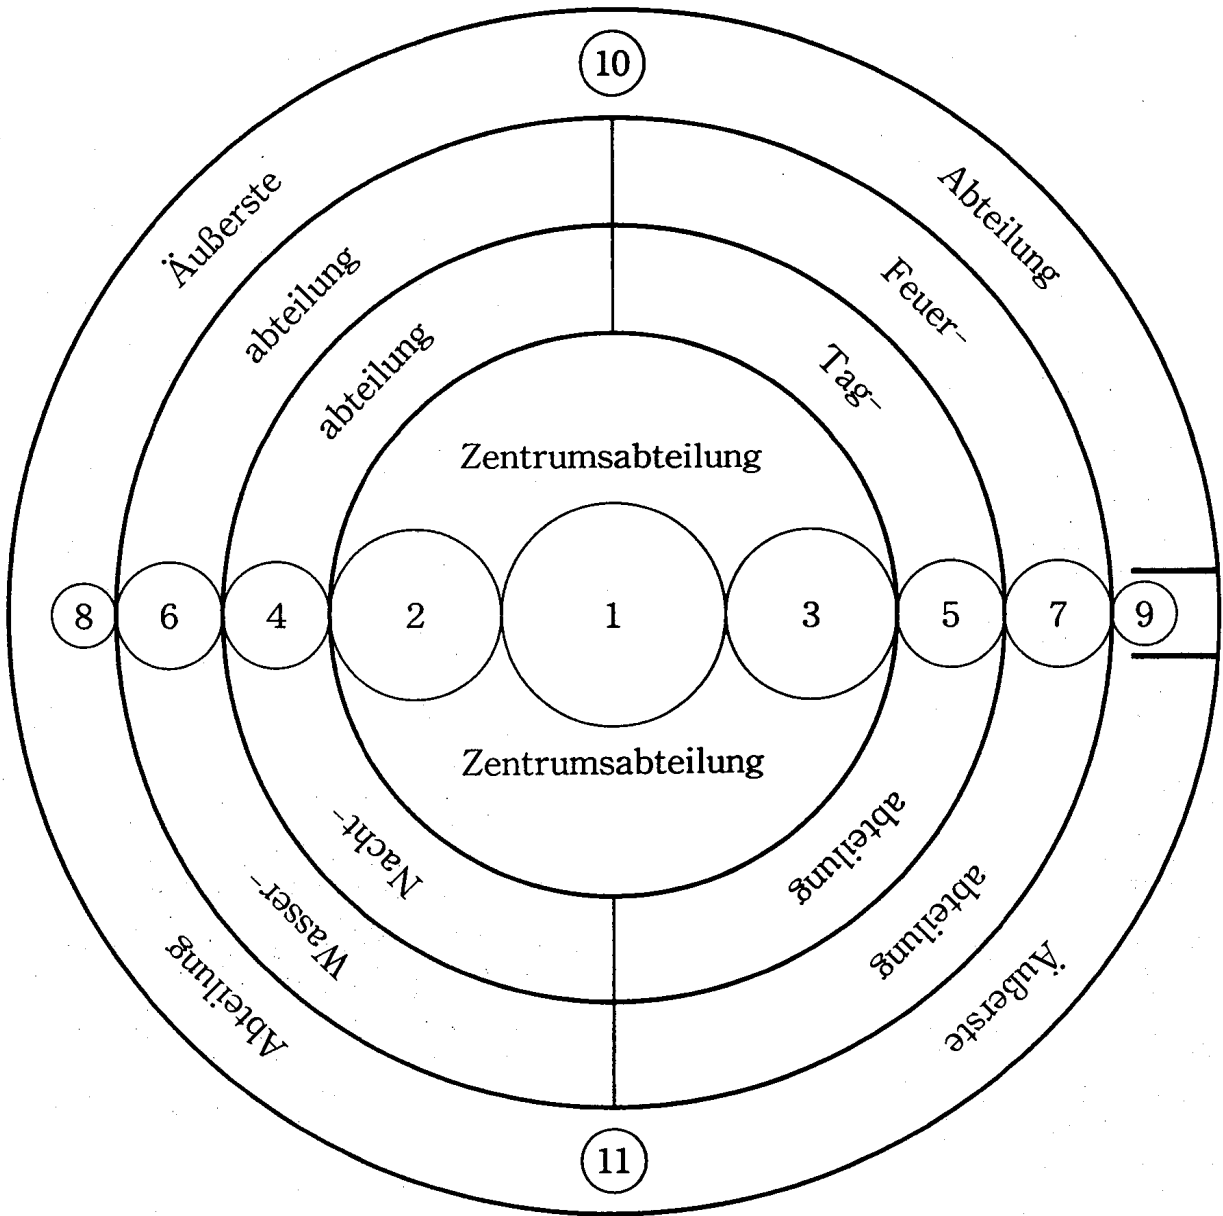 10
Äußerste
Abteilung
abteilung
Feuer-
abteilung
Tag-
Zentrumsabteilung
8 6 4 2 1 3 5 7 9
Zentrumsabteilung
Nacht-
abteilung
Wasser-
abteilung
Abteilung
Äußerste
11